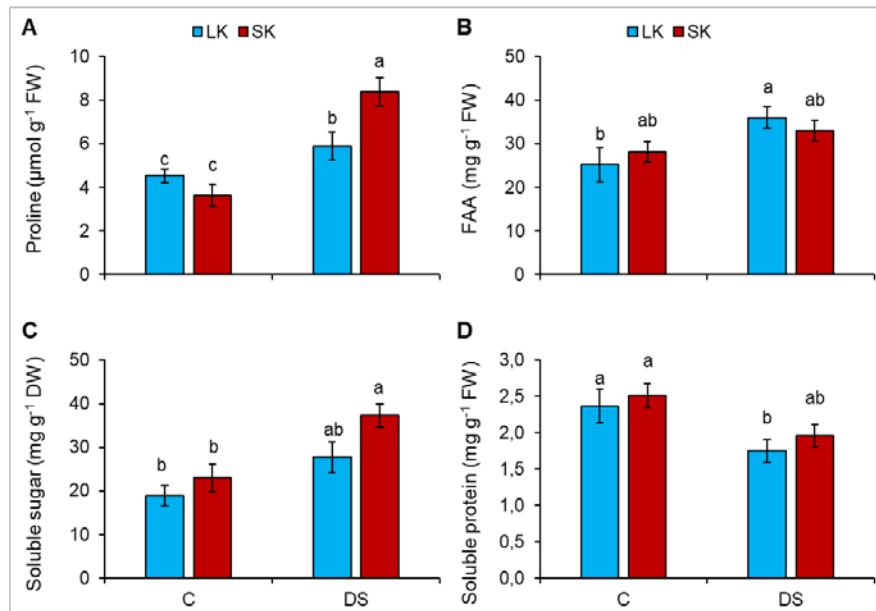 A
LK SK
Proline (µmol g⁻¹ FW)
10
8
6
4
2
0
c
c
b
a
B
LK SK
FAA (mg g⁻¹ FW)
50
40
30
20
10
0
b
ab
a
ab
C
Soluble sugar (mg g⁻¹ DW)
50
40
30
20
10
0
b
b
ab
a
C
DS
D
Soluble protein (mg g⁻¹ FW)
3,0
2,5
2,0
1,5
1,0
0,5
0,0
a
a
b
ab
C
DS